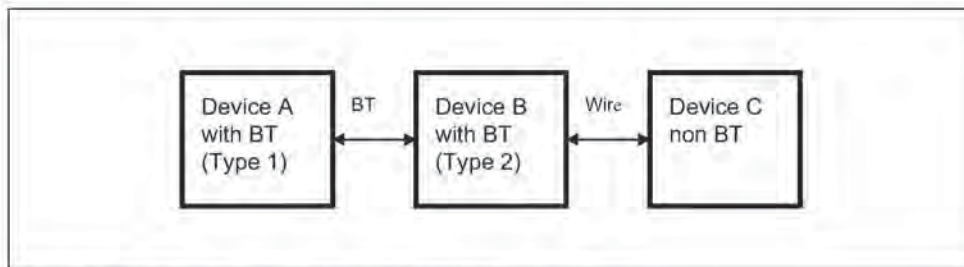 Device A
with BT
(Type 1)
BT
Device B
with BT
(Type 2)
Wire
Device C
non BT